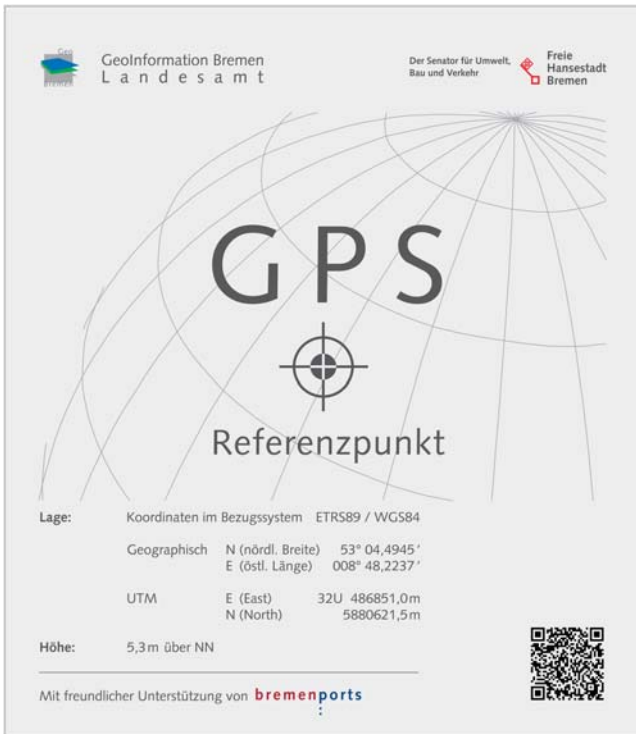 Geo
Bremen
GeoInformation Bremen
Landesamt
Der Senator für Umwelt,
Bau und Verkehr
Freie
Hansestadt
Bremen
GPS
Referenzpunkt
Lage: Koordinaten im Bezugssystem ETRS89 / WGS84
Geographisch N (nördl. Breite) 53° 04,4945′
E (östl. Länge) 008° 48,2237′
UTM E (East) 32U 486851,0m
N (North) 5880621,5m
Höhe: 5,3m über NN
Mit freundlicher Unterstützung von bremenports